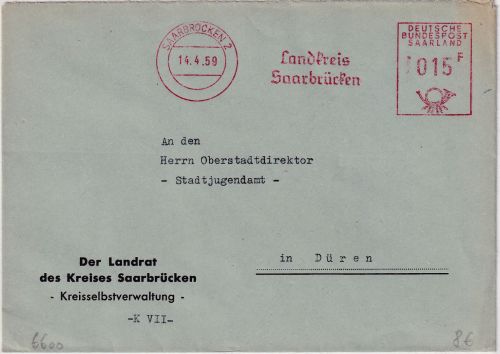 SAARBRÜCKEN 2
14.4.59
Landkreis
Saarbrücken
DEUTSCHE
BUNDESPOST
SAARLAND
015 F
An den
Herrn Oberstadtdirektor
- Stadtjugendamt -
in Düren
Der Landrat
des Kreises Saarbrücken
- Kreisselbstverwaltung -
-K VII-
6600
8€